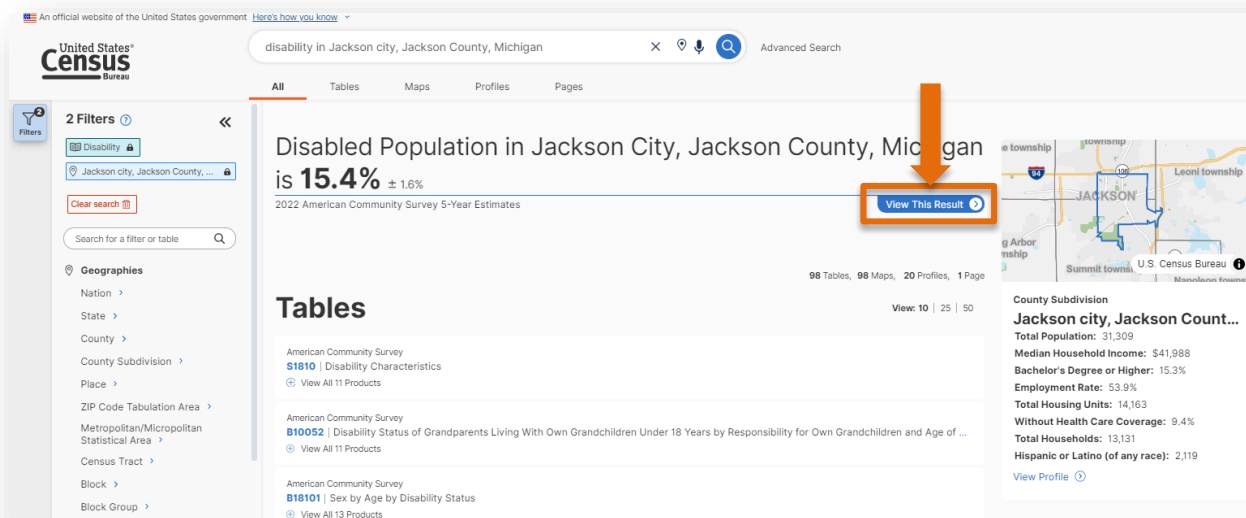 An official website of the United States government Here's how you know
United States®
Census
Bureau
disability in Jackson city, Jackson County, Michigan
Advanced Search
All Tables Maps Profiles Pages
2
Filters
2 Filters
Disability
Jackson city, Jackson County, ...
Clear search
Search for a filter or table
Geographies
Nation
State
County
County Subdivision
Place
ZIP Code Tabulation Area
Metropolitan/Micropolitan
Statistical Area
Census Tract
Block
Block Group
Disabled Population in Jackson City, Jackson County, Michigan
is 15.4% ± 1.6%
2022 American Community Survey 5-Year Estimates
View This Result
98 Tables, 98 Maps, 20 Profiles, 1 Page
Tables
View: 10 | 25 | 50
American Community Survey
S1810 | Disability Characteristics
View All 11 Products
American Community Survey
B10052 | Disability Status of Grandparents Living With Own Grandchildren Under 18 Years by Responsibility for Own Grandchildren and Age of ...
View All 11 Products
American Community Survey
B18101 | Sex by Age by Disability Status
View All 13 Products
township
township
94
106
Leoni township
JACKSON
Arbor
Summit
U.S. Census Bureau
Napoleon
County Subdivision
Jackson city, Jackson Count...
Total Population: 31,309
Median Household Income: $41,988
Bachelor's Degree or Higher: 15.3%
Employment Rate: 53.9%
Total Housing Units: 14,163
Without Health Care Coverage: 9.4%
Total Households: 13,131
Hispanic or Latino (of any race): 2,119
View Profile